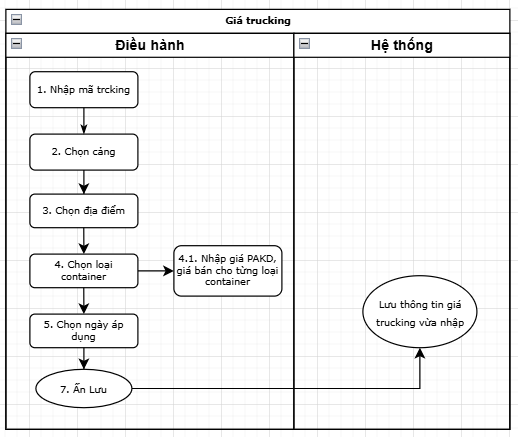 Giá trucking
Điều hành
Hệ thống
1. Nhập mã trcking
2. Chọn cảng
3. Chọn địa điểm
4. Chọn loại
container
4.1. Nhập giá PAKD,
giá bán cho từng loại
container
5. Chọn ngày áp
dụng
7. Ấn Lưu
Lưu thông tin giá
trucking vừa nhập